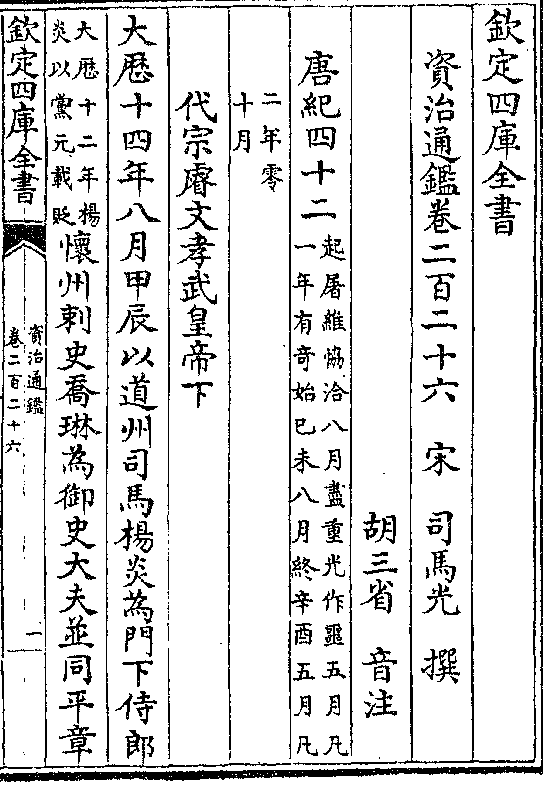 欽定四庫全書
資治通鑑卷二百二十六　宋　司馬光　撰
胡三省　音注
唐紀四十二
起屠維協洽八月盡重光作噩五月凡
一年有奇始巳未八月終辛酉五月凡
二年零
十月
代宗睿文孝武皇帝下
大厯十四年八月甲辰以道州司馬楊炎為門下侍郎
大厯十二年楊
炎以黨元載貶
懷州刺史喬琳為御史大夫並同平章
欽定四庫全書
資治通鑑
卷二百二十六
一